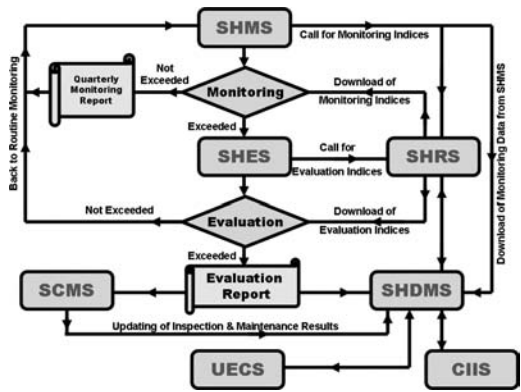 SHMS
Call for Monitoring Indices
Not
Exceeded
Quarterly
Monitoring
Report
Monitoring
Download of
Monitoring Indices
Exceeded
SHES
Call for
Evaluation Indices
SHRS
Back to Routine Monitoring
Download of Monitoring Data from SHMS
Not Exceeded
Evaluation
Download of
Evaluation Indices
Exceeded
SCMS
Evaluation
Report
SHDMS
Updating of Inspection & Maintenance Results
UECS
CIIS